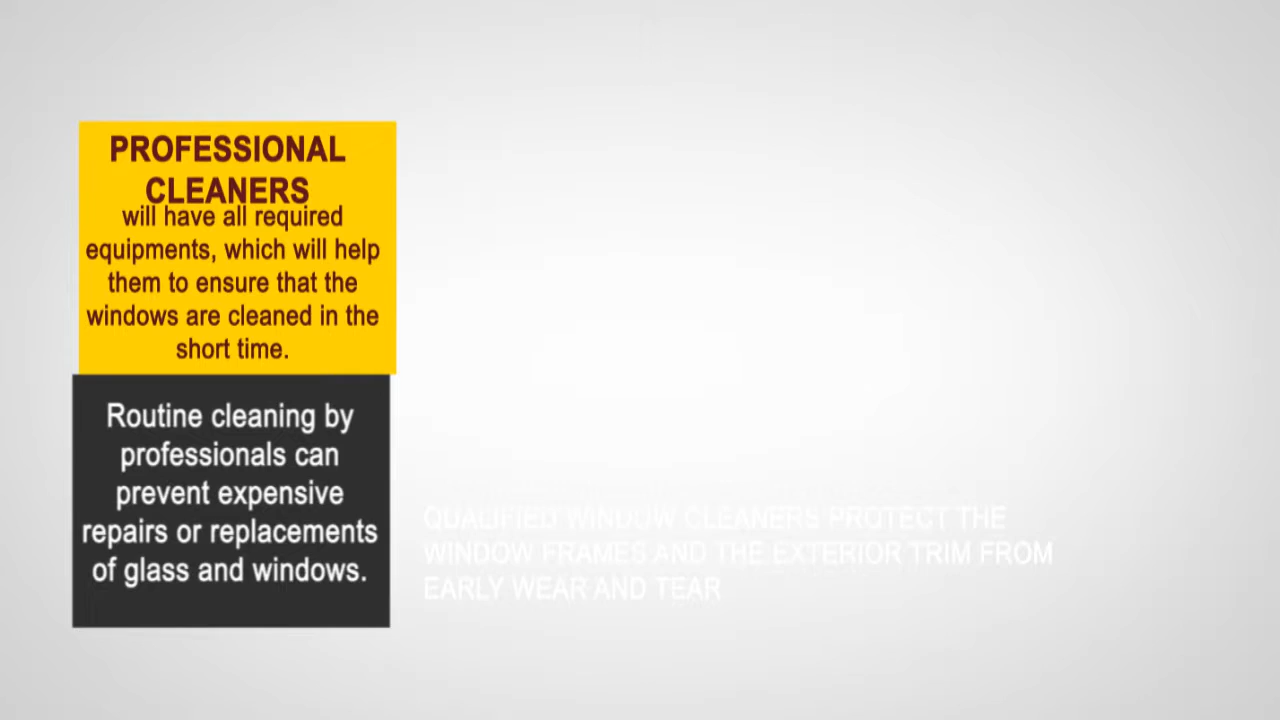 PROFESSIONAL
CLEANERS
will have all required
equipments, which will help
them to ensure that the
windows are cleaned in the
short time.
Routine cleaning by
professionals can
prevent expensive
repairs or replacements
of glass and windows.
QUALIFIED WINDOW CLEANERS PROTECT THE
WINDOW FRAMES AND THE EXTERIOR TRIM FROM
EARLY WEAR AND TEAR